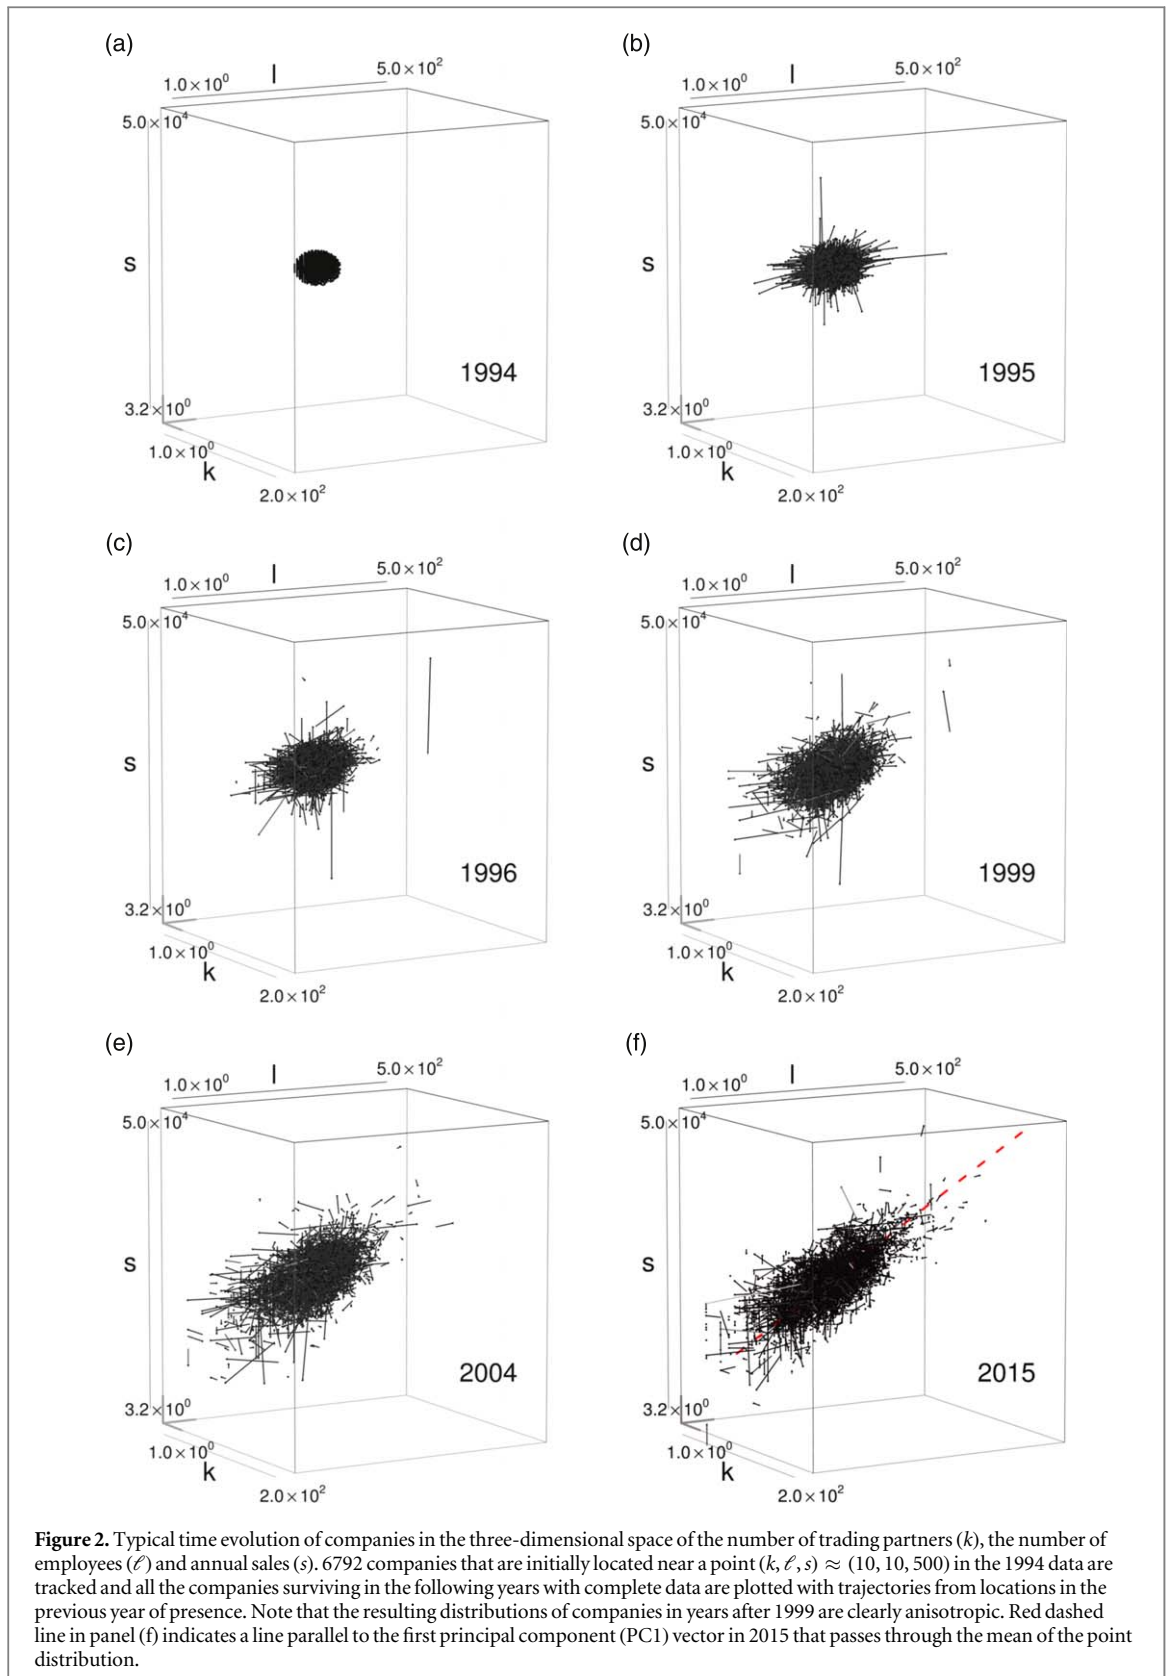 (a)
1.0×10⁰
l
5.0×10²
5.0×10⁴
s
1994
3.2×10⁰
1.0×10⁰
k
2.0×10²
(b)
1.0×10⁰
l
5.0×10²
5.0×10⁴
s
1995
3.2×10⁰
1.0×10⁰
k
2.0×10²
(c)
1.0×10⁰
l
5.0×10²
5.0×10⁴
s
1996
3.2×10⁰
1.0×10⁰
k
2.0×10²
(d)
1.0×10⁰
l
5.0×10²
5.0×10⁴
s
1999
3.2×10⁰
1.0×10⁰
k
2.0×10²
(e)
1.0×10⁰
l
5.0×10²
5.0×10⁴
s
2004
3.2×10⁰
1.0×10⁰
k
2.0×10²
(f)
1.0×10⁰
l
5.0×10²
5.0×10⁴
s
2015
3.2×10⁰
1.0×10⁰
k
2.0×10²
Figure 2. Typical time evolution of companies in the three-dimensional space of the number of trading partners (k), the number of
employees (ℓ) and annual sales (s). 6792 companies that are initially located near a point (k, ℓ, s) ≈ (10, 10, 500) in the 1994 data are
tracked and all the companies surviving in the following years with complete data are plotted with trajectories from locations in the
previous year of presence. Note that the resulting distributions of companies in years after 1999 are clearly anisotropic. Red dashed
line in panel (f) indicates a line parallel to the first principal component (PC1) vector in 2015 that passes through the mean of the point
distribution.